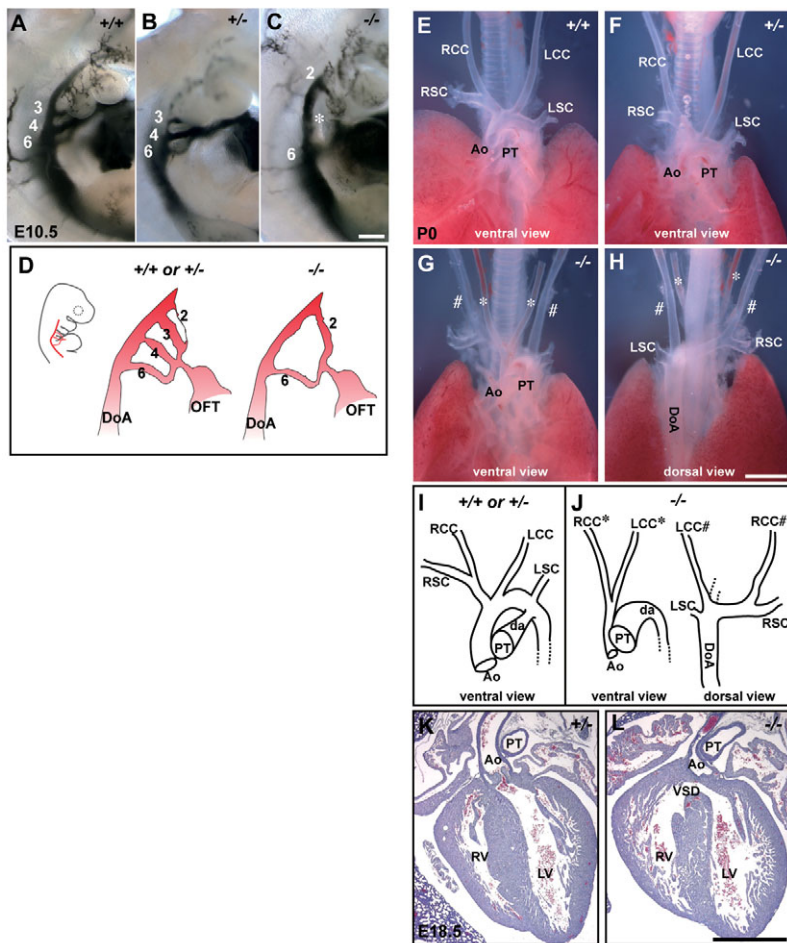 A +/+
3
4
6
E10.5
B +/-
3
4
6
C -/-
2
*
6
D +/+ or +/- -/-
2
3
4
6
DoA
OFT
2
6
DoA
OFT
E +/+
RCC
LCC
RSC
LSC
Ao
PT
P0
ventral view
F +/-
RCC
LCC
RSC
LSC
Ao
PT
ventral view
G -/-
# * * #
Ao
PT
ventral view
H -/-
# * * #
LSC
RSC
DoA
dorsal view
I +/+ or +/-
RCC
LCC
RSC
LSC
da
PT
Ao
ventral view
J -/-
RCC* LCC* LCC# RCC#
da
PT
Ao
LSC
RSC
DoA
ventral view dorsal view
K +/-
PT
Ao
RV
LV
E18.5
L -/-
PT
Ao
VSD
RV
LV